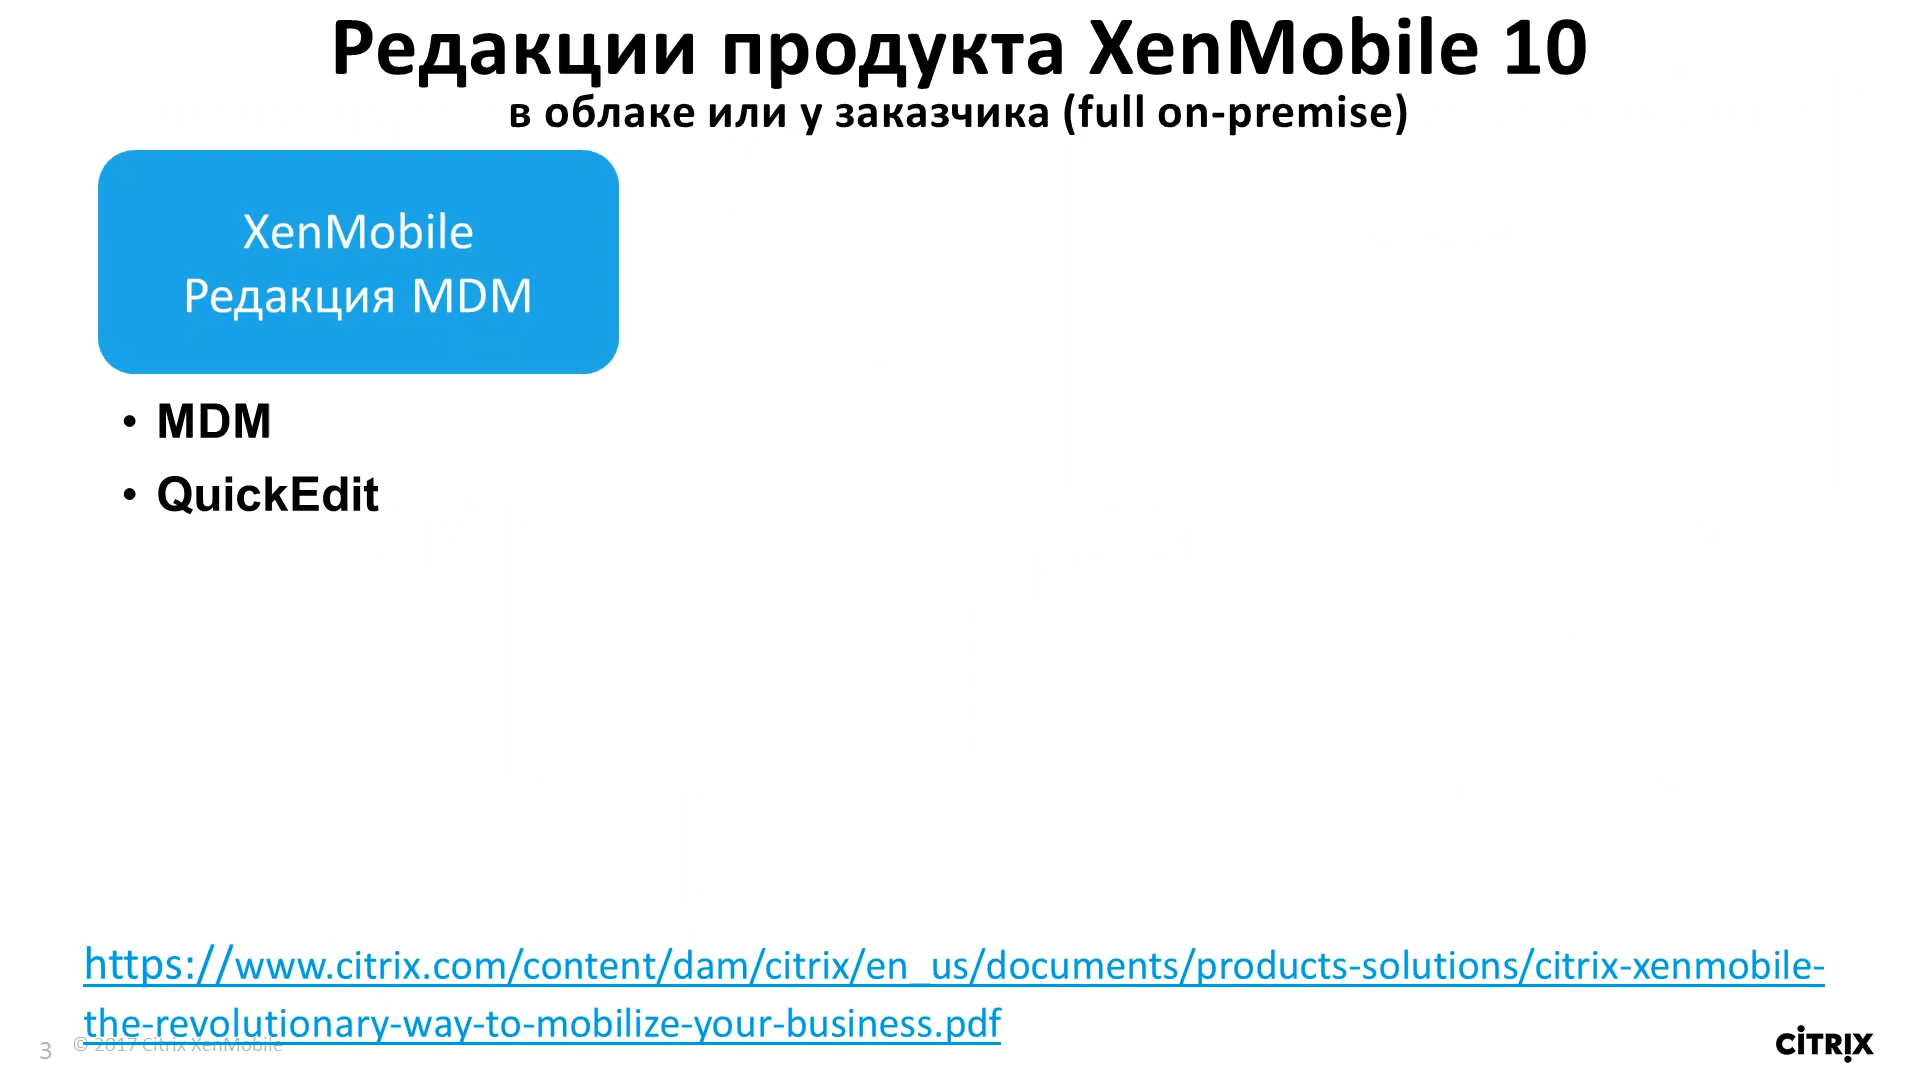 Редакции продукта XenMobile 10
в облаке или у заказчика (full on-premise)
XenMobile
Редакция MDM
• MDM
• QuickEdit
https://www.citrix.com/content/dam/citrix/en_us/documents/products-solutions/citrix-xenmobile-
the-revolutionary-way-to-mobilize-your-business.pdf
3 © 2017 Citrix XenMobile
CİTRIX